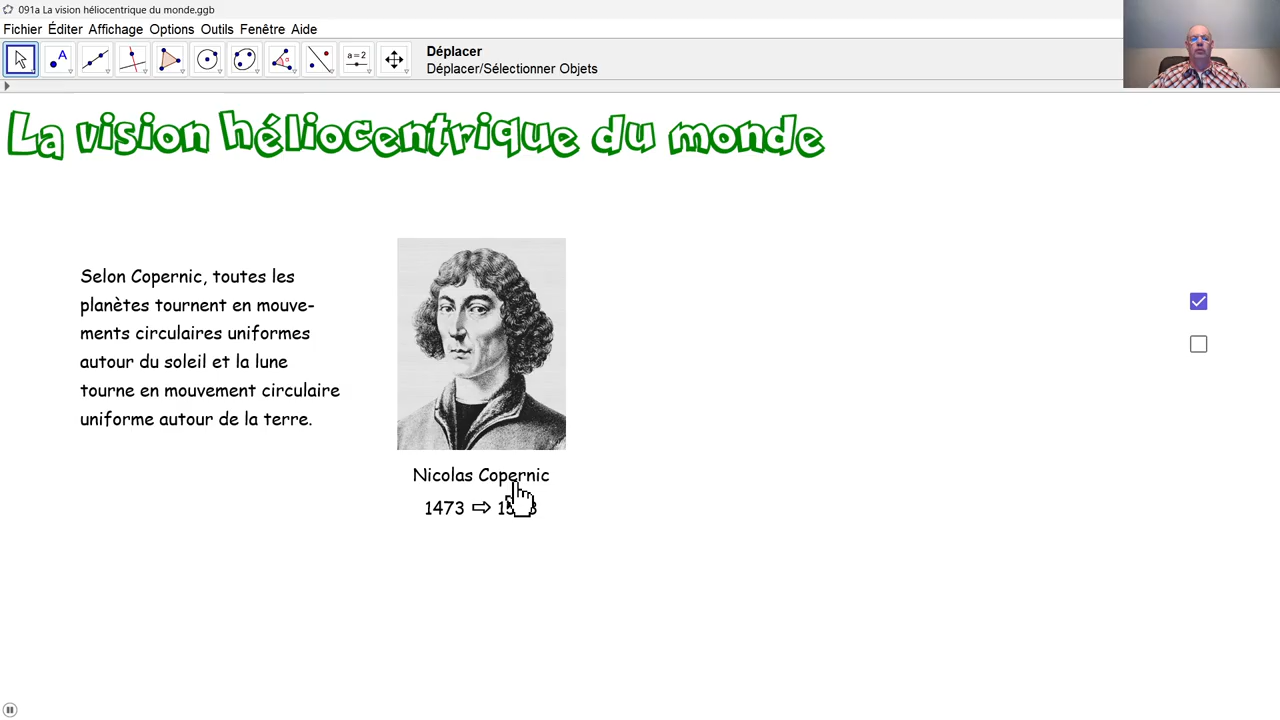 091a La vision héliocentrique du monde.ggb
Fichier Éditer Affichage Options Outils Fenêtre Aide
A
a=2
Déplacer
Déplacer/Sélectionner Objets
La vision héliocentrique du monde
Selon Copernic, toutes les
planètes tournent en mouve-
ments circulaires uniformes
autour du soleil et la lune
tourne en mouvement circulaire
uniforme autour de la terre.
Nicolas Copernic
1473 ⇨